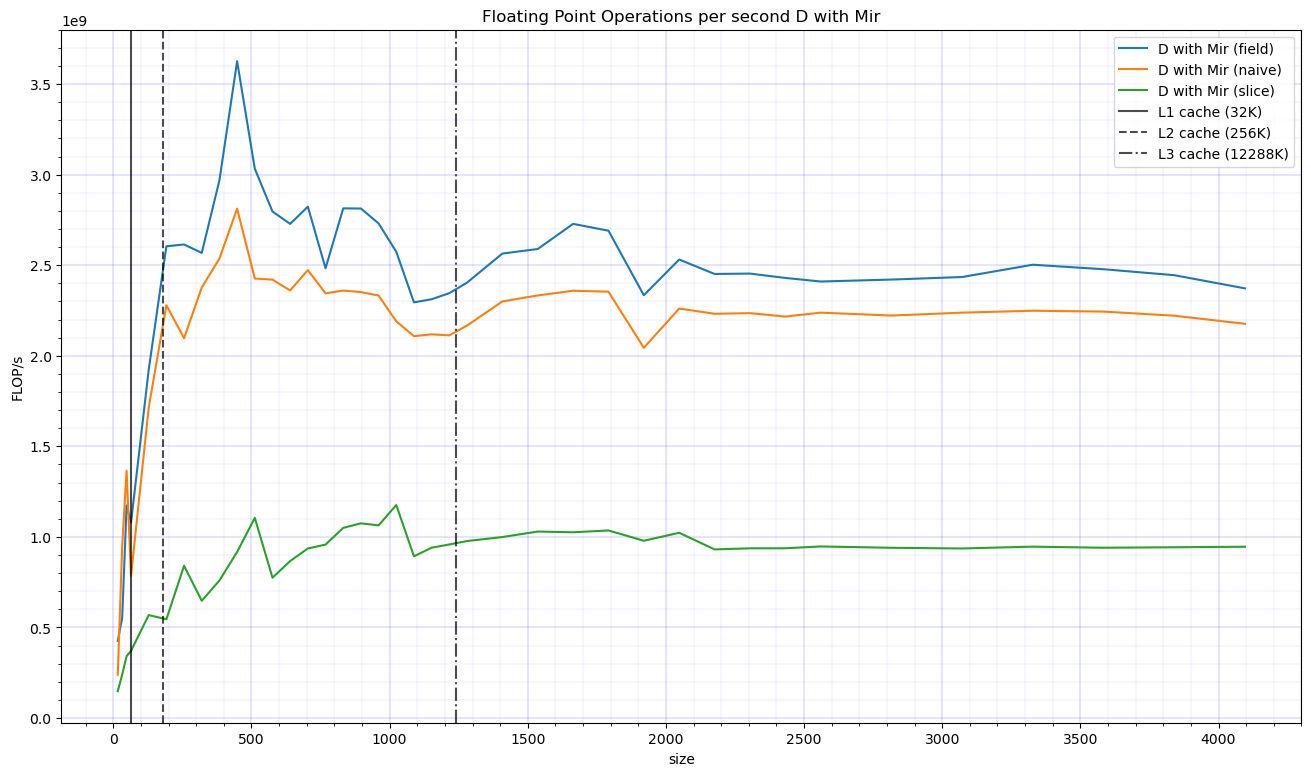 Floating Point Operations per second D with Mir
1e9
D with Mir (field)
D with Mir (naive)
D with Mir (slice)
L1 cache (32K)
L2 cache (256K)
L3 cache (12288K)
3.5
3.0
2.5
2.0
1.5
1.0
0.5
0.0
FLOP/s
0 500 1000 1500 2000 2500 3000 3500 4000
size